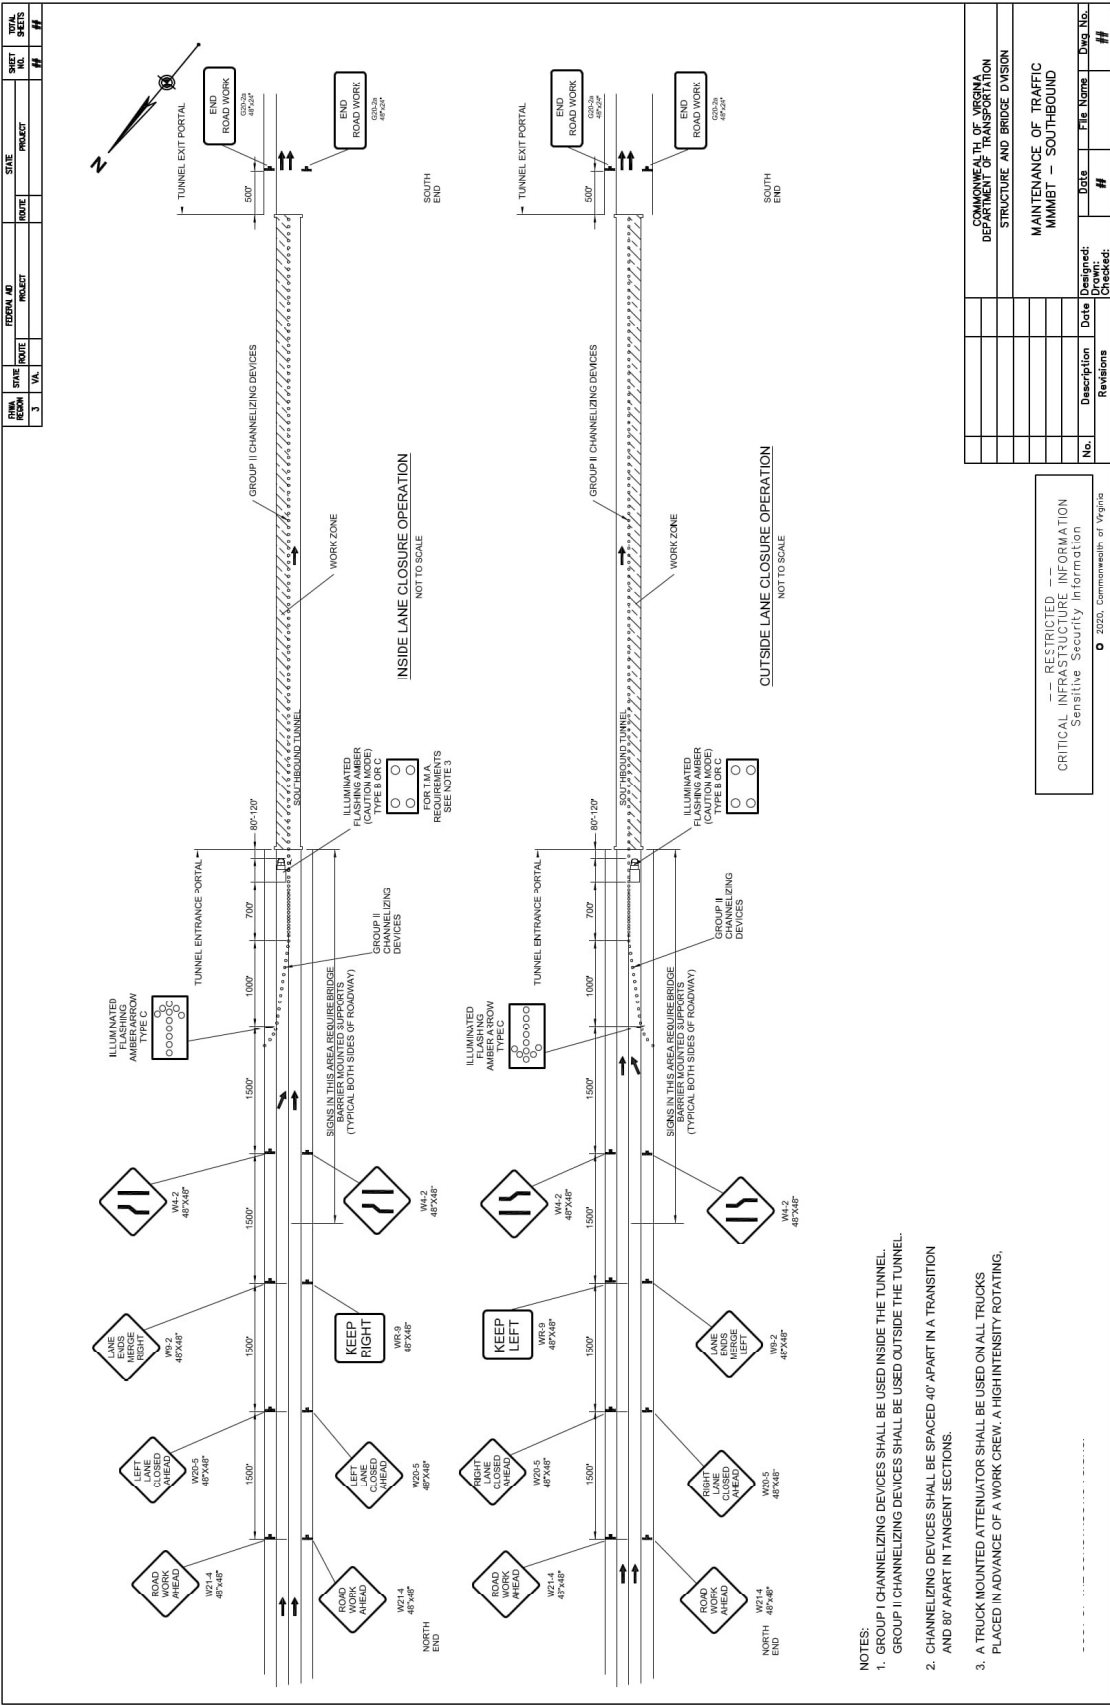 FHWA REGION
STATE
FEDERAL AID
ROUTE
PROJECT
STATE
ROUTE
PROJECT
SHEET NO.
TOTAL SHEETS
3
VA.
##
##
N
TUNNEL EXIT PORTAL
END
ROAD WORK
G20-2a
48"x24"
END
ROAD WORK
G20-2a
48"x24"
500'
SOUTH
END
GROUP II CHANNELIZING DEVICES
WORK ZONE
SOUTHBOUND TUNNEL
80'-120'
TUNNEL ENTRANCE PORTAL
700'
1000'
1500'
1500'
1500'
1500'
ILLUMINATED
FLASHING AMBER
(CAUTION MODE)
TYPE B OR C
FOR T.M.A.
REQUIREMENTS
SEE NOTE 3
GROUP II
CHANNELIZING
DEVICES
ILLUMINATED
FLASHING
AMBER ARROW
TYPE C
SIGNS IN THIS AREA REQUIRE BRIDGE
BARRIER MOUNTED SUPPORTS
(TYPICAL BOTH SIDES OF ROADWAY)
W4-2
48"X48"
W4-2
48"X48"
LANE
ENDS
MERGE
RIGHT
W9-2
48"X48"
KEEP
RIGHT
WR-9
48"X48"
LEFT
LANE
CLOSED
AHEAD
W20-5
48"X48"
LEFT
LANE
CLOSED
AHEAD
W20-5
48"X48"
ROAD
WORK
AHEAD
W21-4
48"x48"
ROAD
WORK
AHEAD
W21-4
48"x48"
NORTH
END
INSIDE LANE CLOSURE OPERATION
NOT TO SCALE
TUNNEL EXIT PORTAL
END
ROAD WORK
G20-2a
48"x24"
END
ROAD WORK
G20-2a
48"x24"
500'
SOUTH
END
GROUP II CHANNELIZING DEVICES
WORK ZONE
SOUTHBOUND TUNNEL
80'-120'
TUNNEL ENTRANCE PORTAL
700'
1000'
1500'
1500'
1500'
1500'
ILLUMINATED
FLASHING AMBER
(CAUTION MODE)
TYPE B OR C
GROUP II
CHANNELIZING
DEVICES
ILLUMINATED
FLASHING
AMBER ARROW
TYPE C
SIGNS IN THIS AREA REQUIRE BRIDGE
BARRIER MOUNTED SUPPORTS
(TYPICAL BOTH SIDES OF ROADWAY)
W4-2
48"X48"
W4-2
48"X48"
KEEP
LEFT
WR-9
48"X48"
LANE
ENDS
MERGE
LEFT
W9-2
48"X48"
RIGHT
LANE
CLOSED
AHEAD
W20-5
48"X48"
RIGHT
LANE
CLOSED
AHEAD
W20-5
48"X48"
ROAD
WORK
AHEAD
W21-4
48"x48"
ROAD
WORK
AHEAD
W21-4
48"x48"
NORTH
END
OUTSIDE LANE CLOSURE OPERATION
NOT TO SCALE
NOTES:
1. GROUP I CHANNELIZING DEVICES SHALL BE USED INSIDE THE TUNNEL.
GROUP II CHANNELIZING DEVICES SHALL BE USED OUTSIDE THE TUNNEL.
2. CHANNELIZING DEVICES SHALL BE SPACED 40' APART IN A TRANSITION
AND 80' APART IN TANGENT SECTIONS.
3. A TRUCK MOUNTED ATTENUATOR SHALL BE USED ON ALL TRUCKS
PLACED IN ADVANCE OF A WORK CREW. A HIGH INTENSITY ROTATING,
-- RESTRICTED --
CRITICAL INFRASTRUCTURE INFORMATION
Sensitive Security Information
© 2020, Commonwealth of Virginia
COMMONWEALTH OF VIRGINIA
DEPARTMENT OF TRANSPORTATION
STRUCTURE AND BRIDGE DIVISION
MAINTENANCE OF TRAFFIC
MMMBT - SOUTHBOUND
No.
Description
Date
Revisions
Designed:
Drawn:
Checked:
Date
##
File Name
Dwg. No.
##